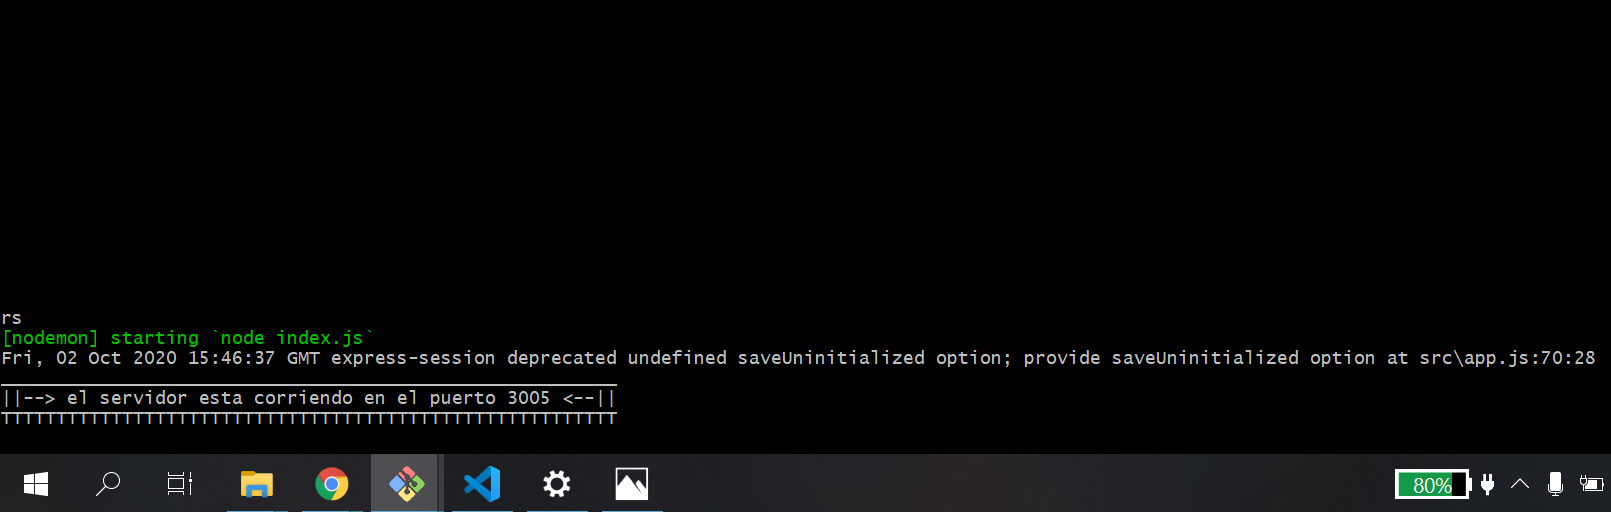 rs
[nodemon] starting `node index.js`
Fri, 02 Oct 2020 15:46:37 GMT express-session deprecated undefined saveUninitialized option; provide saveUninitialized option at src\app.js:70:28
________________________________________________________
||--> el servidor esta corriendo en el puerto 3005 <--||
TTTTTTTTTTTTTTTTTTTTTTTTTTTTTTTTTTTTTTTTTTTTTTTTTTTTTTTT
80%